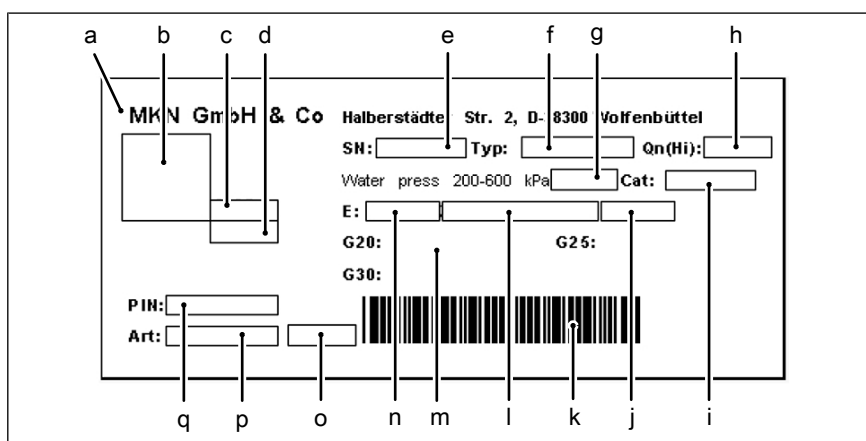 a b c d e f g h
MKN GmbH & Co Halberstädter Str. 2, D- 8300 Wolfenbüttel
SN: Typ: Qn(Hi):
Water press 200-600 kPa Cat:
E:
G20: G25:
G30:
PIN:
Art:
q p o n m l k j i